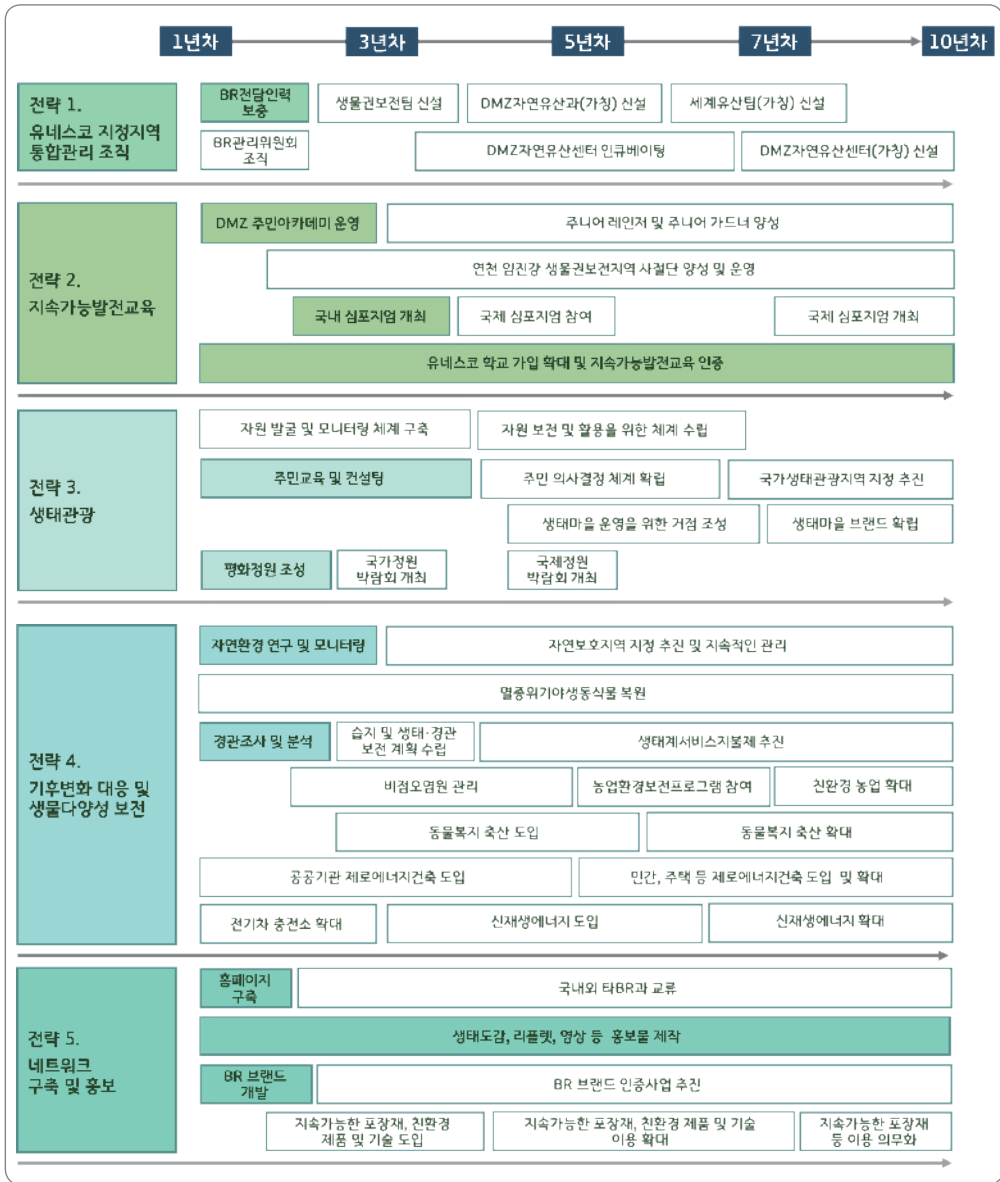 1년차 3년차 5년차 7년차 10년차
전략 1.
유네스코 지정지역
통합관리 조직
BR전담인력
보충
생물권보전팀 신설
DMZ자연유산과(가칭) 신설
세계유산팀(가칭) 신설
BR관리위원회
조직
DMZ자연유산센터 인큐베이팅
DMZ자연유산센터(가칭) 신설
전략 2.
지속가능발전교육
DMZ 주민아카데미 운영
주니어 레인저 및 주니어 가드너 양성
연천 임진강 생물권보전지역 사절단 양성 및 운영
국내 심포지엄 개최
국제 심포지엄 참여
국제 심포지엄 개최
유네스코 학교 가입 확대 및 지속가능발전교육 인증
전략 3.
생태관광
자원 발굴 및 모니터링 체계 구축
자원 보전 및 활용을 위한 체계 수립
주민교육 및 컨설팅
주민 의사결정 체계 확립
국가생태관광지역 지정 추진
생태마을 운영을 위한 거점 조성
생태마을 브랜드 확립
평화정원 조성
국가정원
박람회 개최
국제정원
박람회 개최
전략 4.
기후변화 대응 및
생물다양성 보전
자연환경 연구 및 모니터링
자연보호지역 지정 추진 및 지속적인 관리
멸종위기야생동식물 복원
경관조사 및 분석
습지 및 생태·경관
보전 계획 수립
생태계서비스지불제 추진
비점오염원 관리
농업환경보전프로그램 참여
친환경 농업 확대
동물복지 축산 도입
동물복지 축산 확대
공공기관 제로에너지건축 도입
민간, 주택 등 제로에너지건축 도입 및 확대
전기차 충전소 확대
신재생에너지 도입
신재생에너지 확대
전략 5.
네트워크
구축 및 홍보
홈페이지
구축
국내외 타BR과 교류
생태도감, 리플렛, 영상 등 홍보물 제작
BR 브랜드
개발
BR 브랜드 인증사업 추진
지속가능한 포장재, 친환경
제품 및 기술 도입
지속가능한 포장재, 친환경 제품 및 기술
이용 확대
지속가능한 포장재
등 이용 의무화